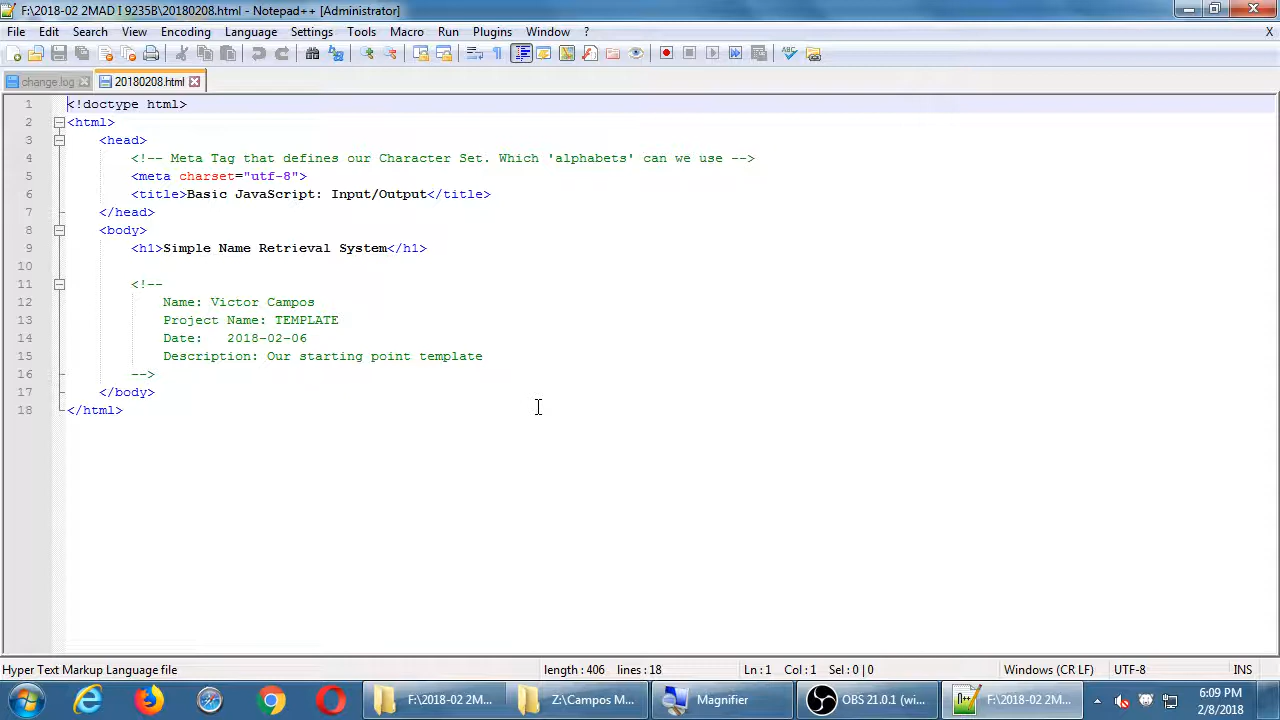 F:\2018-02 2MAD I 9235B\20180208.html - Notepad++ [Administrator]
File Edit Search View Encoding Language Settings Tools Macro Run Plugins Window ? X
change.log 20180208.html
1 <!doctype html>
2 <html>
3 <head>
4 <!-- Meta Tag that defines our Character Set. Which 'alphabets' can we use -->
5 <meta charset="utf-8">
6 <title>Basic JavaScript: Input/Output</title>
7 </head>
8 <body>
9 <h1>Simple Name Retrieval System</h1>
10
11 <!--
12 Name: Victor Campos
13 Project Name: TEMPLATE
14 Date: 2018-02-06
15 Description: Our starting point template
16 -->
17 </body>
18 </html>
Hyper Text Markup Language file length : 406 lines : 18 Ln : 1 Col : 1 Sel : 0 | 0 Windows (CR LF) UTF-8 INS
F:\2018-02 2M... Z:\Campos M... Magnifier OBS 21.0.1 (wi... F:\2018-02 2M... 6:09 PM
2/8/2018